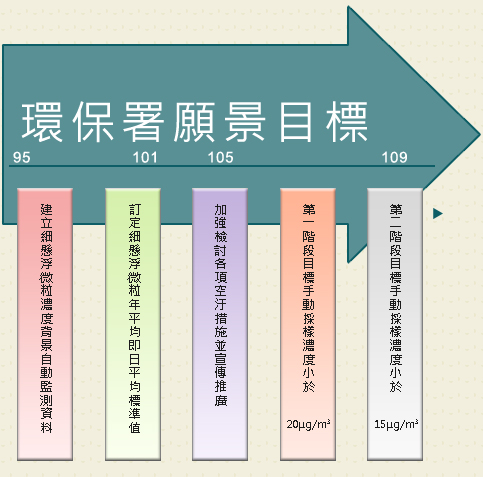 環保署願景目標
95
101
105
109
建立細懸浮微粒濃度背景自動監測資料
訂定細懸浮微粒年平均即日平均標準值
加強檢討各項空汙措施並宣傳推廣
第一階段目標手動採樣濃度小於
20μg/m³
第二階段目標手動採樣濃度小於
15μg/m³